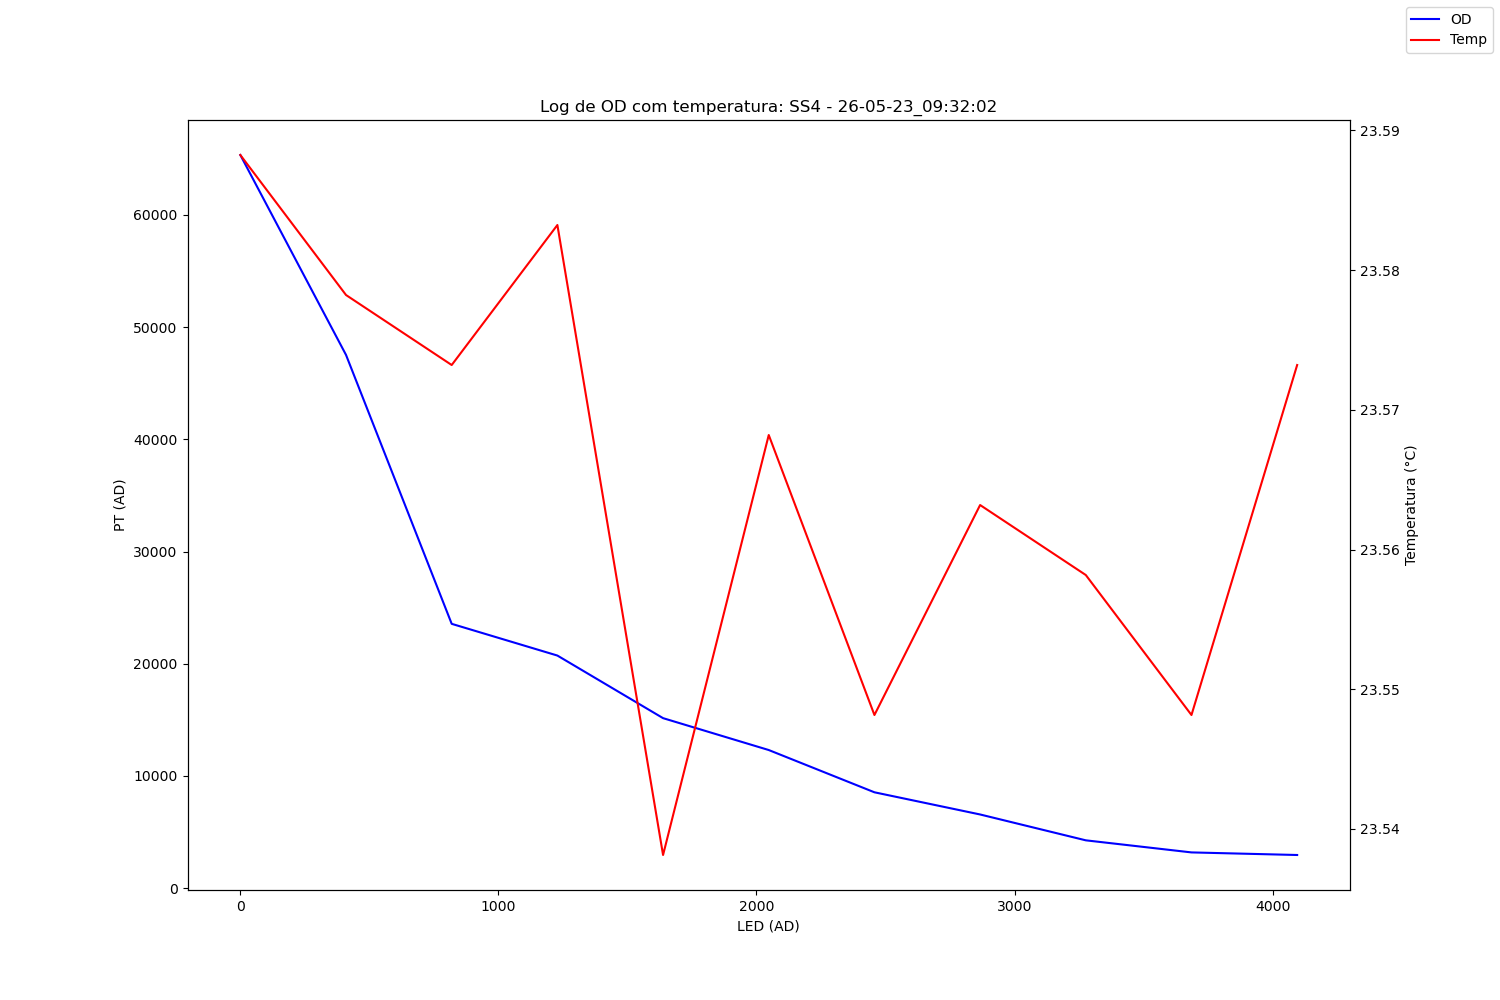 OD
Temp
Log de OD com temperatura: SS4 - 26-05-23_09:32:02
60000
50000
40000
30000
20000
10000
0
PT (AD)
23.59
23.58
23.57
23.56
23.55
23.54
Temperatura (°C)
0 1000 2000 3000 4000
LED (AD)